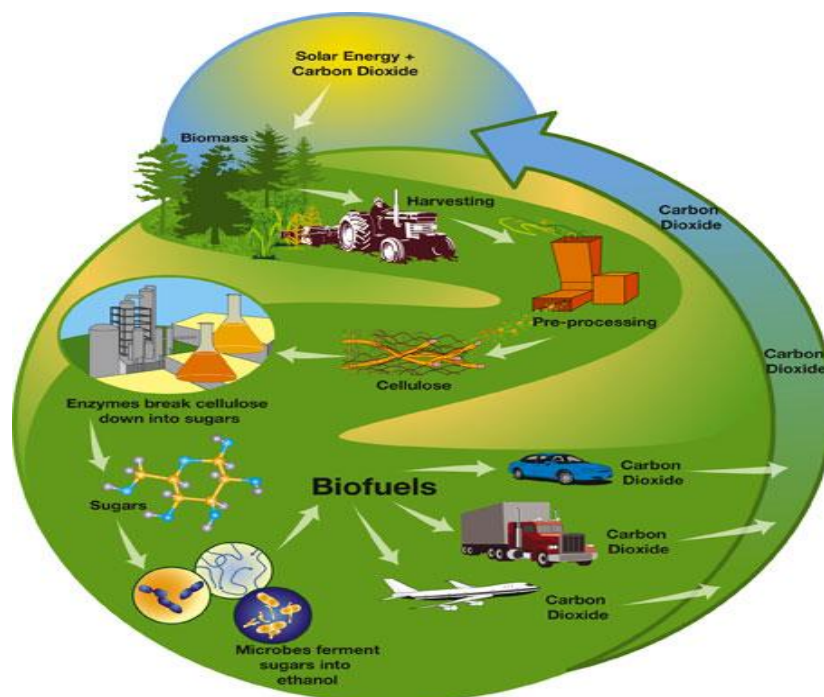 Solar Energy +
Carbon Dioxide
Biomass
Harvesting
Carbon
Dioxide
Pre-processing
Carbon
Dioxide
Cellulose
Enzymes break cellulose
down into sugars
Sugars
Biofuels
Carbon
Dioxide
Carbon
Dioxide
Carbon
Dioxide
Microbes ferment
sugars into
ethanol